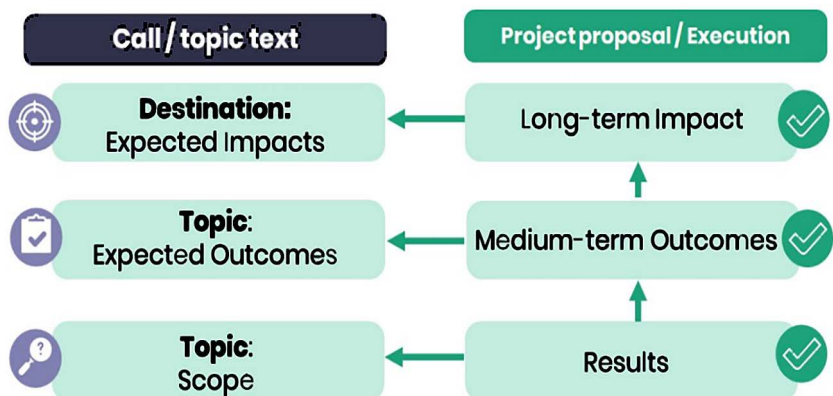 Call / topic text
Project proposal / Execution
Destination:
Expected Impacts
Long-term Impact
Topic:
Expected Outcomes
Medium-term Outcomes
Topic:
Scope
Results